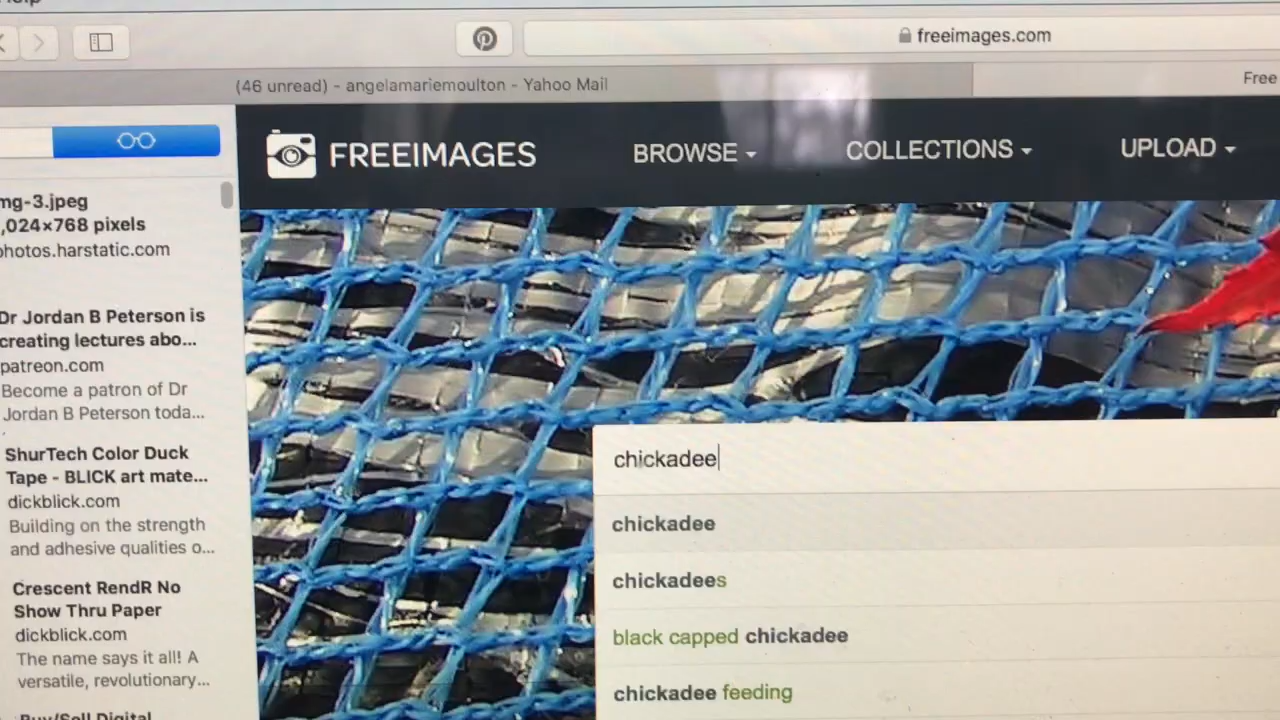 Help
freeimages.com
(46 unread) - angelamariemoulton - Yahoo Mail
Free
FREEIMAGES
BROWSE
COLLECTIONS
UPLOAD
mg-3.jpeg
,024×768 pixels
photos.harstatic.com
Dr Jordan B Peterson is
creating lectures abo...
patreon.com
Become a patron of Dr
Jordan B Peterson toda...
ShurTech Color Duck
Tape - BLICK art mate...
dickblick.com
Building on the strength
and adhesive qualities o...
Crescent RendR No
Show Thru Paper
dickblick.com
The name says it all! A
versatile, revolutionary...
Buy/Sell Digital
chickadee
chickadee
chickadees
black capped chickadee
chickadee feeding